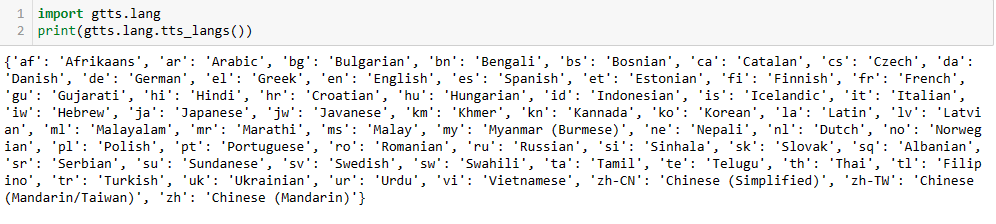 1 import gtts.lang
2 print(gtts.lang.tts_langs())
{'af': 'Afrikaans', 'ar': 'Arabic', 'bg': 'Bulgarian', 'bn': 'Bengali', 'bs': 'Bosnian', 'ca': 'Catalan', 'cs': 'Czech', 'da':
'Danish', 'de': 'German', 'el': 'Greek', 'en': 'English', 'es': 'Spanish', 'et': 'Estonian', 'fi': 'Finnish', 'fr': 'French',
'gu': 'Gujarati', 'hi': 'Hindi', 'hr': 'Croatian', 'hu': 'Hungarian', 'id': 'Indonesian', 'is': 'Icelandic', 'it': 'Italian',
'iw': 'Hebrew', 'ja': 'Japanese', 'jw': 'Javanese', 'km': 'Khmer', 'kn': 'Kannada', 'ko': 'Korean', 'la': 'Latin', 'lv': 'Latvi
an', 'ml': 'Malayalam', 'mr': 'Marathi', 'ms': 'Malay', 'my': 'Myanmar (Burmese)', 'ne': 'Nepali', 'nl': 'Dutch', 'no': 'Norweg
ian', 'pl': 'Polish', 'pt': 'Portuguese', 'ro': 'Romanian', 'ru': 'Russian', 'si': 'Sinhala', 'sk': 'Slovak', 'sq': 'Albanian',
'sr': 'Serbian', 'su': 'Sundanese', 'sv': 'Swedish', 'sw': 'Swahili', 'ta': 'Tamil', 'te': 'Telugu', 'th': 'Thai', 'tl': 'Filip
ino', 'tr': 'Turkish', 'uk': 'Ukrainian', 'ur': 'Urdu', 'vi': 'Vietnamese', 'zh-CN': 'Chinese (Simplified)', 'zh-TW': 'Chinese
(Mandarin/Taiwan)', 'zh': 'Chinese (Mandarin)'}